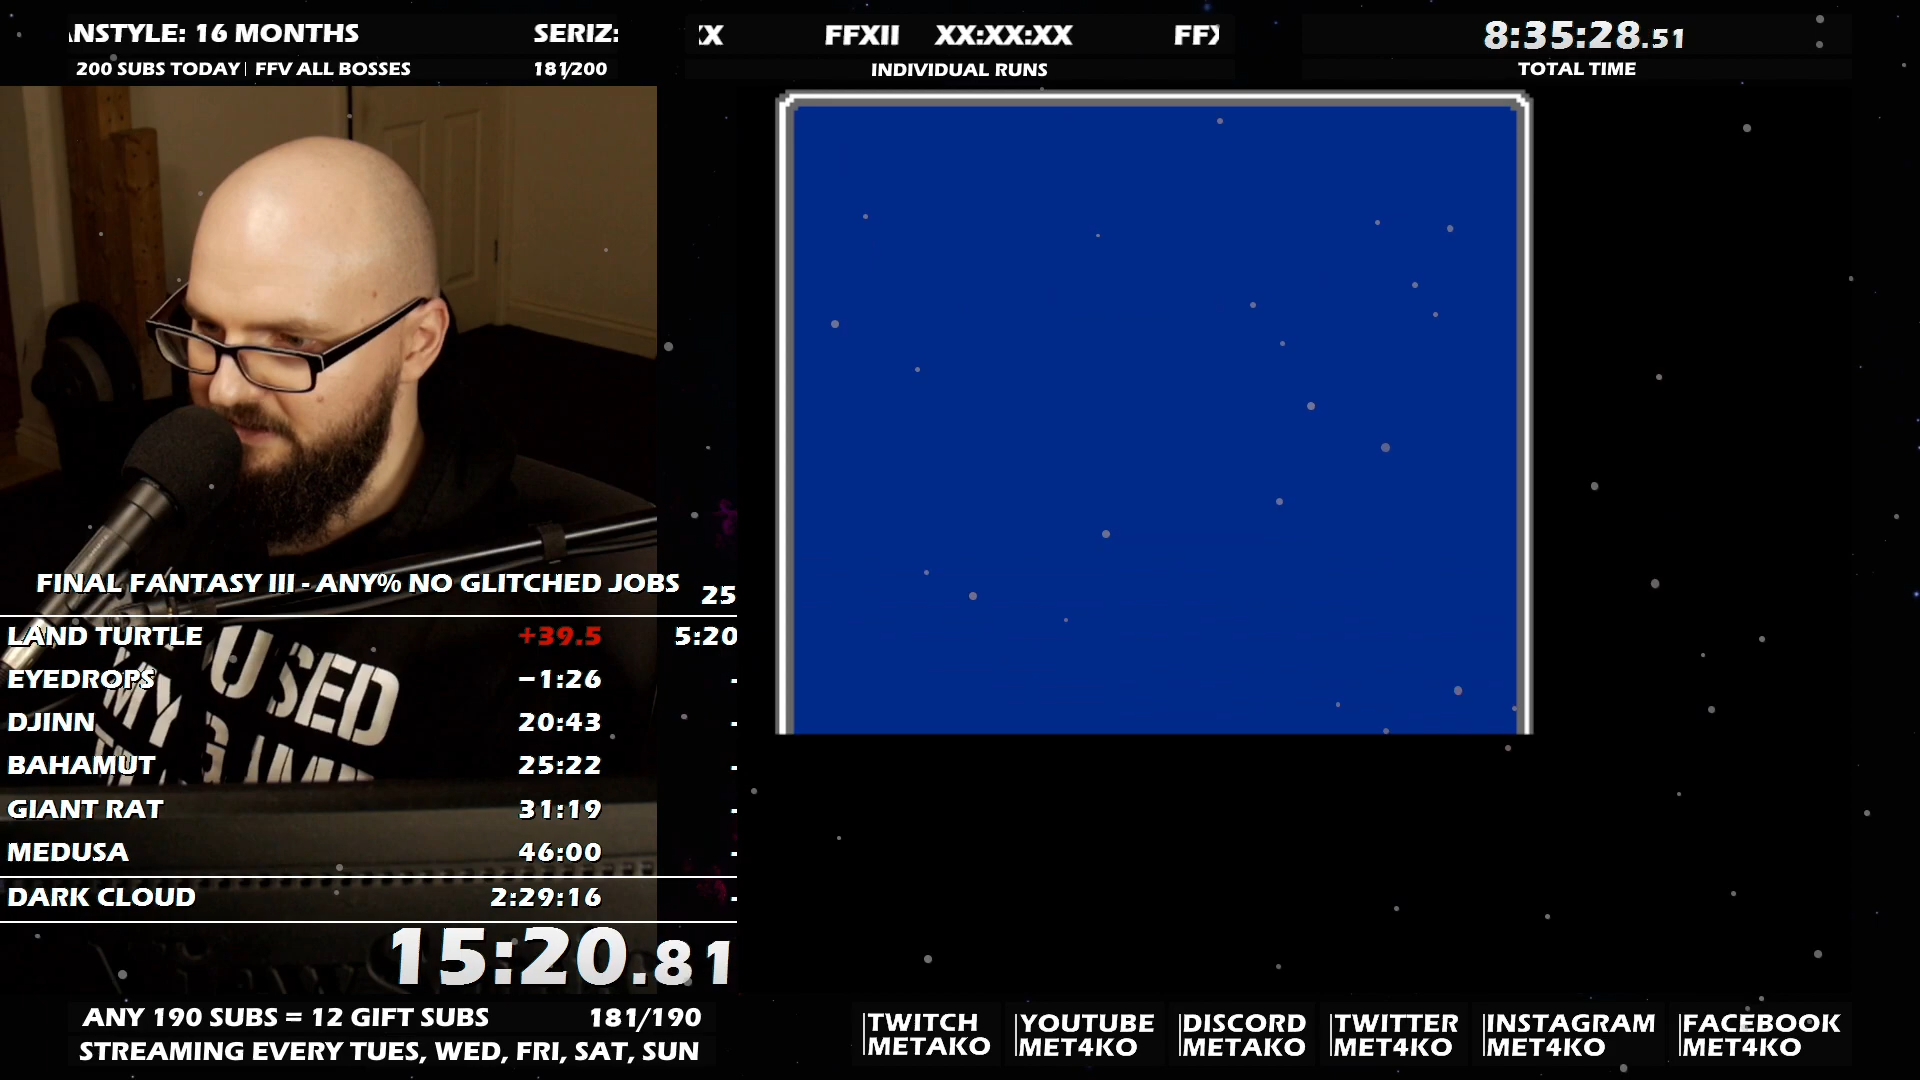 NSTYLE: 16 MONTHS SERIZ:
200 SUBS TODAY | FFV ALL BOSSES 181/200
XX FFXII XX:XX:XX FFX
INDIVIDUAL RUNS
8:35:28.51
TOTAL TIME
FINAL FANTASY III - ANY% NO GLITCHED JOBS 25
LAND TURTLE +39.5 5:20
EYEDROPS −1:26 -
DJINN 20:43 -
BAHAMUT 25:22 -
GIANT RAT 31:19 -
MEDUSA 46:00 -
DARK CLOUD 2:29:16 -
15:20.81
USED
MY
ANY 190 SUBS = 12 GIFT SUBS 181/190
STREAMING EVERY TUES, WED, FRI, SAT, SUN
TWITCH
METAKO
YOUTUBE
MET4KO
DISCORD
METAKO
TWITTER
MET4KO
INSTAGRAM
MET4KO
FACEBOOK
MET4KO